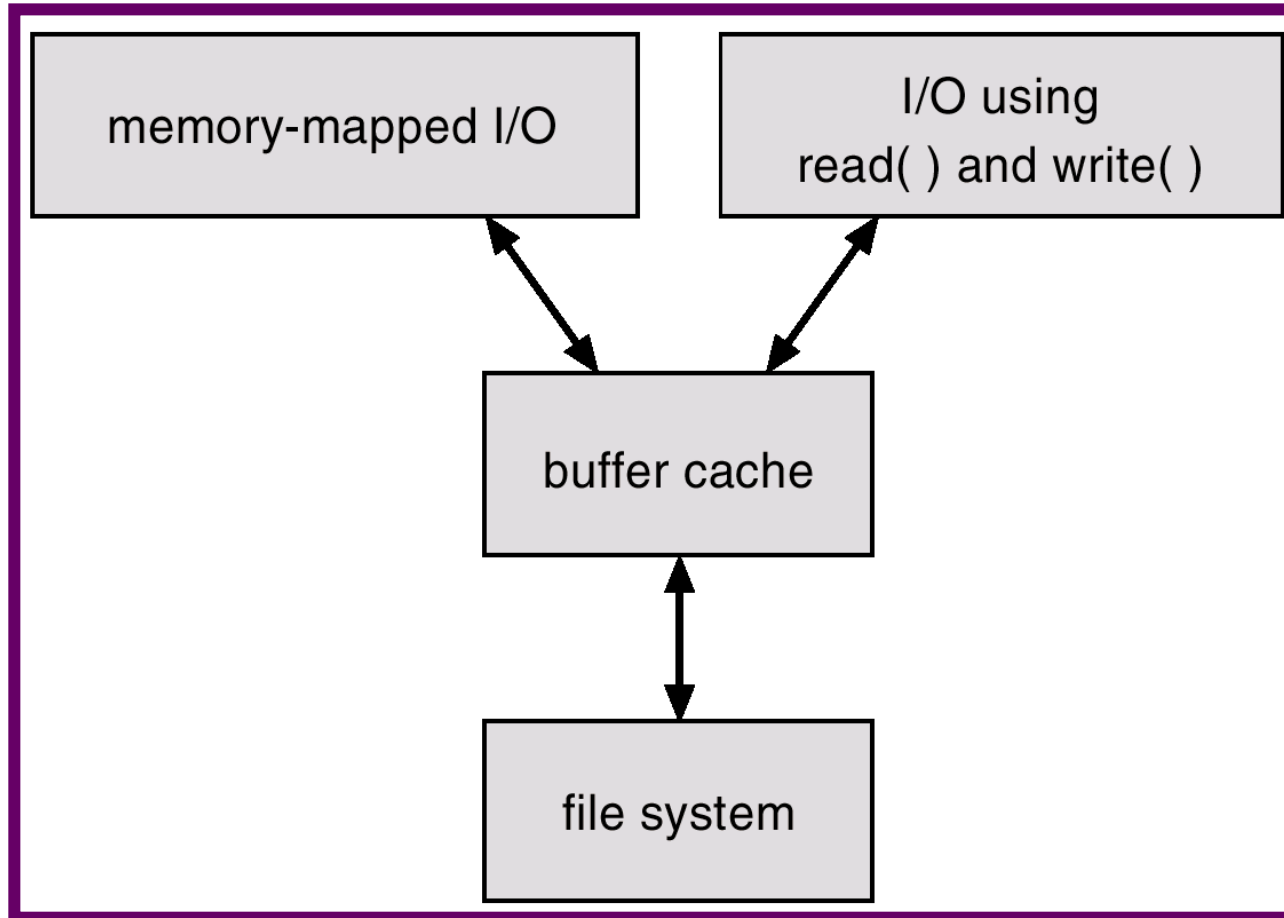 memory-mapped I/O
I/O using
read( ) and write( )
buffer cache
file system